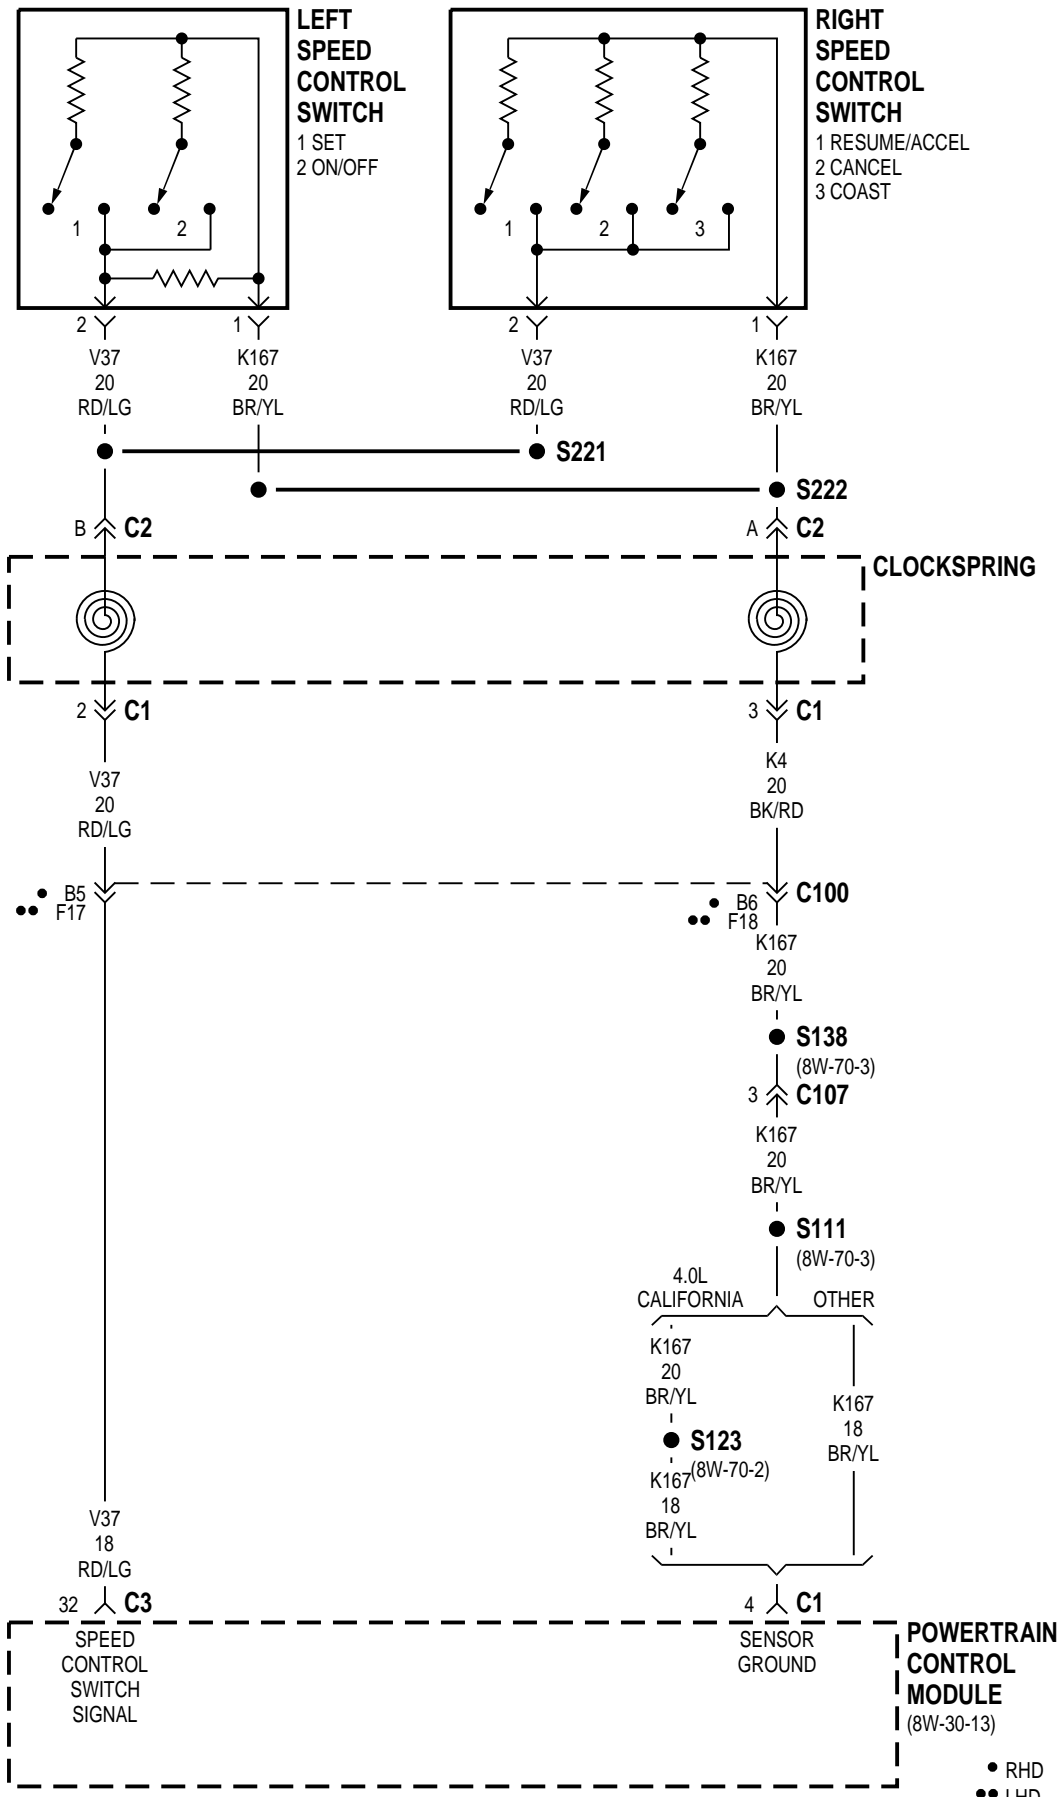 LEFT
SPEED
CONTROL
SWITCH
1 SET
2 ON/OFF
RIGHT
SPEED
CONTROL
SWITCH
1 RESUME/ACCEL
2 CANCEL
3 COAST
1
2
1
2
3
2
1
2
1
V37
20
RD/LG
K167
20
BR/YL
V37
20
RD/LG
K167
20
BR/YL
S221
S222
B
C2
A
C2
CLOCKSPRING
2
C1
3
C1
V37
20
RD/LG
K4
20
BK/RD
B5
F17
B6
F18
C100
K167
20
BR/YL
S138
(8W-70-3)
3
C107
K167
20
BR/YL
S111
(8W-70-3)
4.0L
CALIFORNIA
OTHER
K167
20
BR/YL
K167
18
BR/YL
S123
(8W-70-2)
K167
18
BR/YL
V37
18
RD/LG
32
C3
4
C1
SPEED
CONTROL
SWITCH
SIGNAL
SENSOR
GROUND
POWERTRAIN
CONTROL
MODULE
(8W-30-13)
• RHD
•• LHD